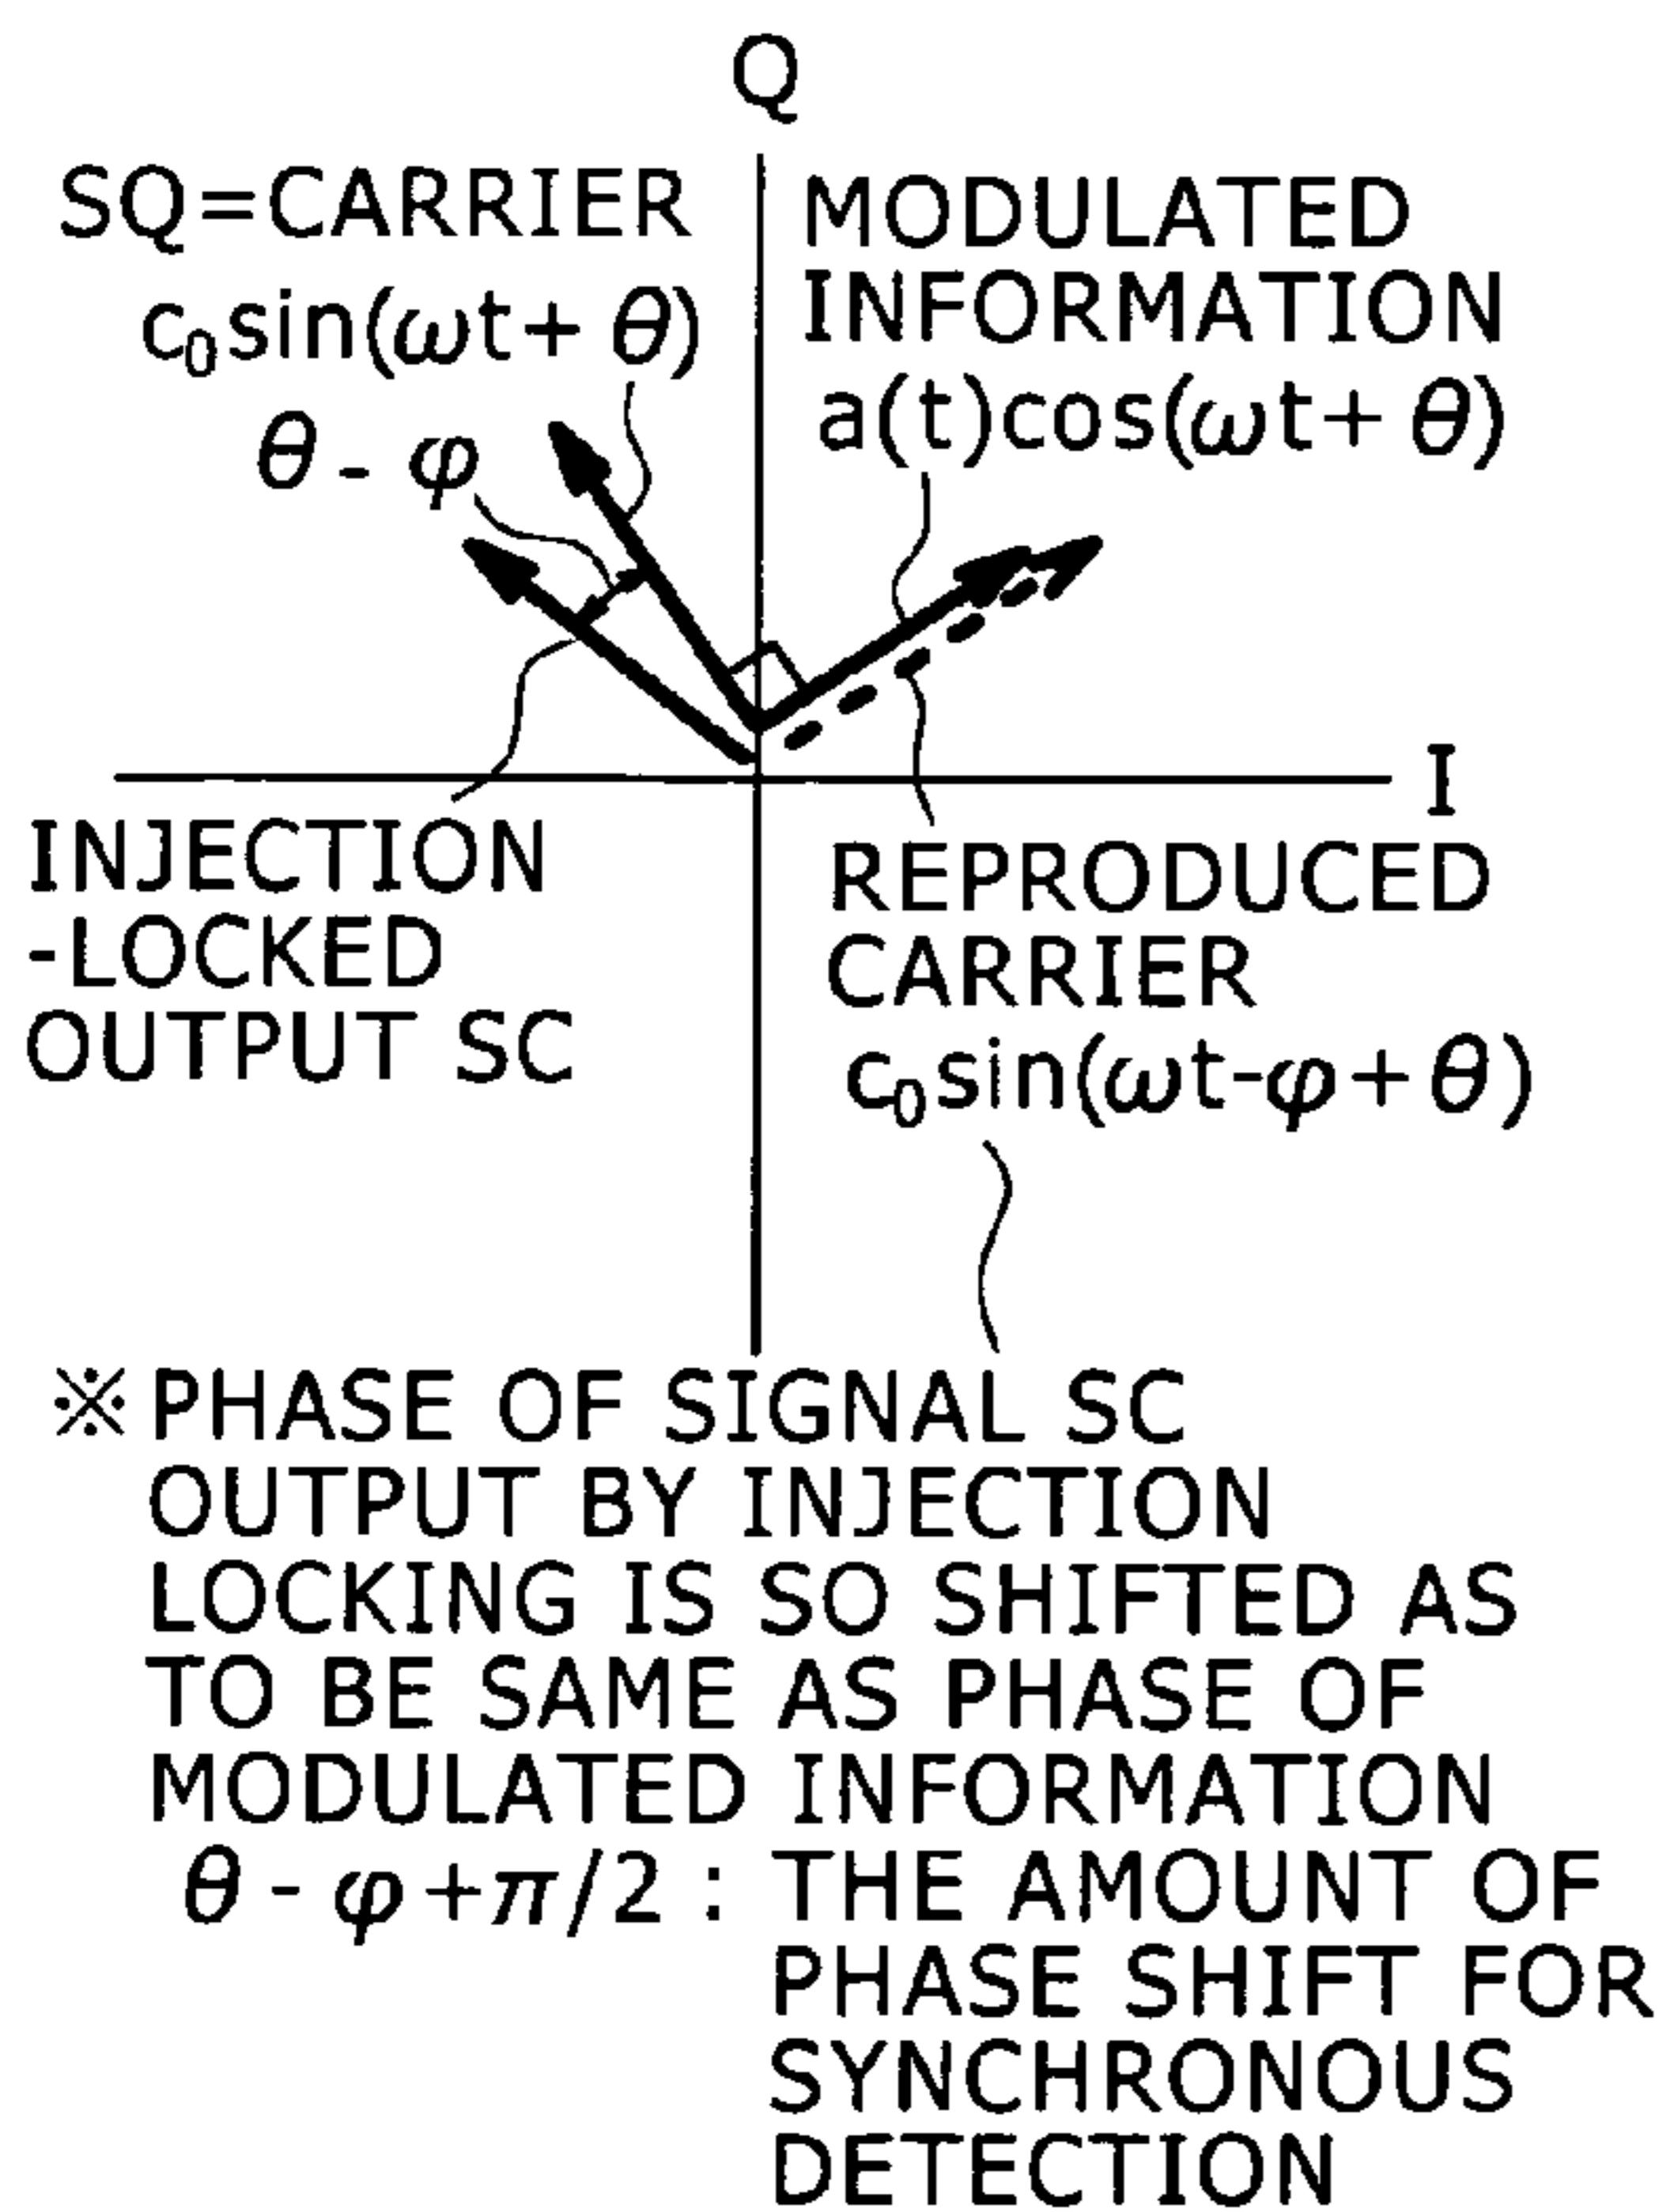 Q
SQ=CARRIER
c₀sin(ωt+θ)
θ-φ
MODULATED
INFORMATION
a(t)cos(ωt+θ)
I
INJECTION
-LOCKED
OUTPUT SC
REPRODUCED
CARRIER
c₀sin(ωt-φ+θ)
※ PHASE OF SIGNAL SC
OUTPUT BY INJECTION
LOCKING IS SO SHIFTED AS
TO BE SAME AS PHASE OF
MODULATED INFORMATION
θ-φ+π/2 : THE AMOUNT OF
PHASE SHIFT FOR
SYNCHRONOUS
DETECTION